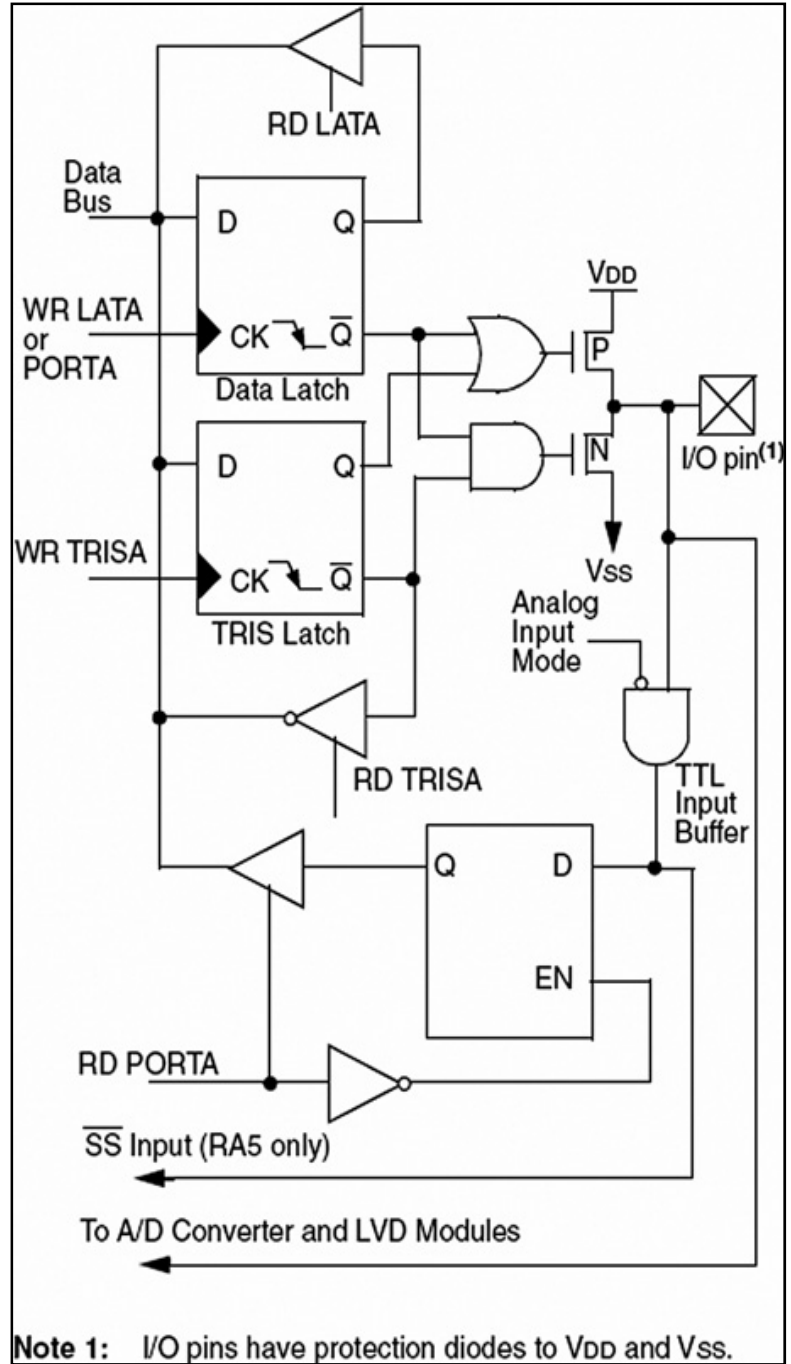 RD LATA
Data
Bus
D
Q
WR LATA
or
PORTA
CK
Q̅
Data Latch
VDD
P
N
I/O pin(1)
VSS
D
Q
WR TRISA
CK
Q̅
TRIS Latch
Analog
Input
Mode
RD TRISA
TTL
Input
Buffer
Q
D
EN
RD PORTA
S̅S̅ Input (RA5 only)
To A/D Converter and LVD Modules
Note 1: I/O pins have protection diodes to VDD and VSS.